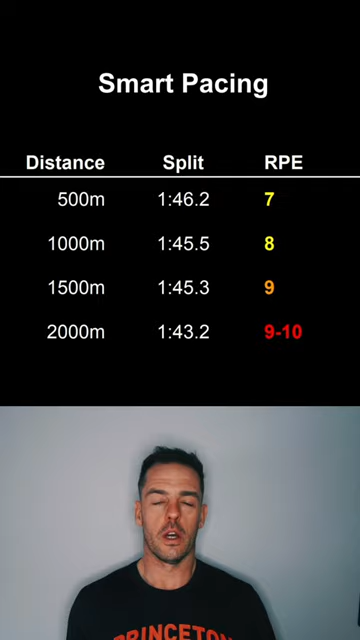 Smart Pacing
Distance Split RPE
500m 1:46.2 7
1000m 1:45.5 8
1500m 1:45.3 9
2000m 1:43.2 9-10
PRINCETON